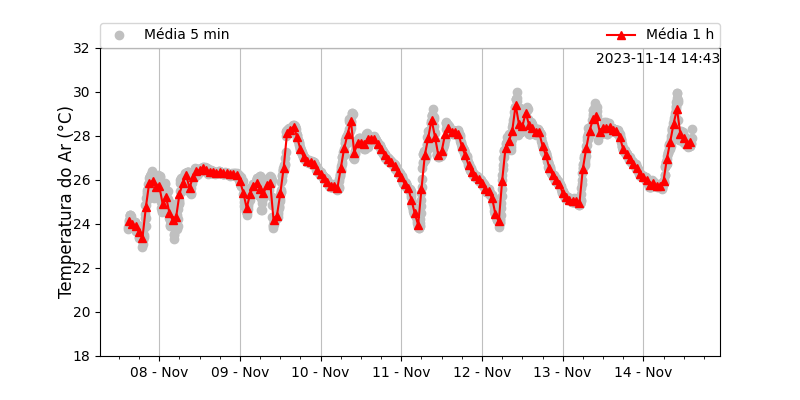 Média 5 min
Média 1 h
2023-11-14 14:43
Temperatura do Ar (°C)
32
30
28
26
24
22
20
18
08 - Nov
09 - Nov
10 - Nov
11 - Nov
12 - Nov
13 - Nov
14 - Nov